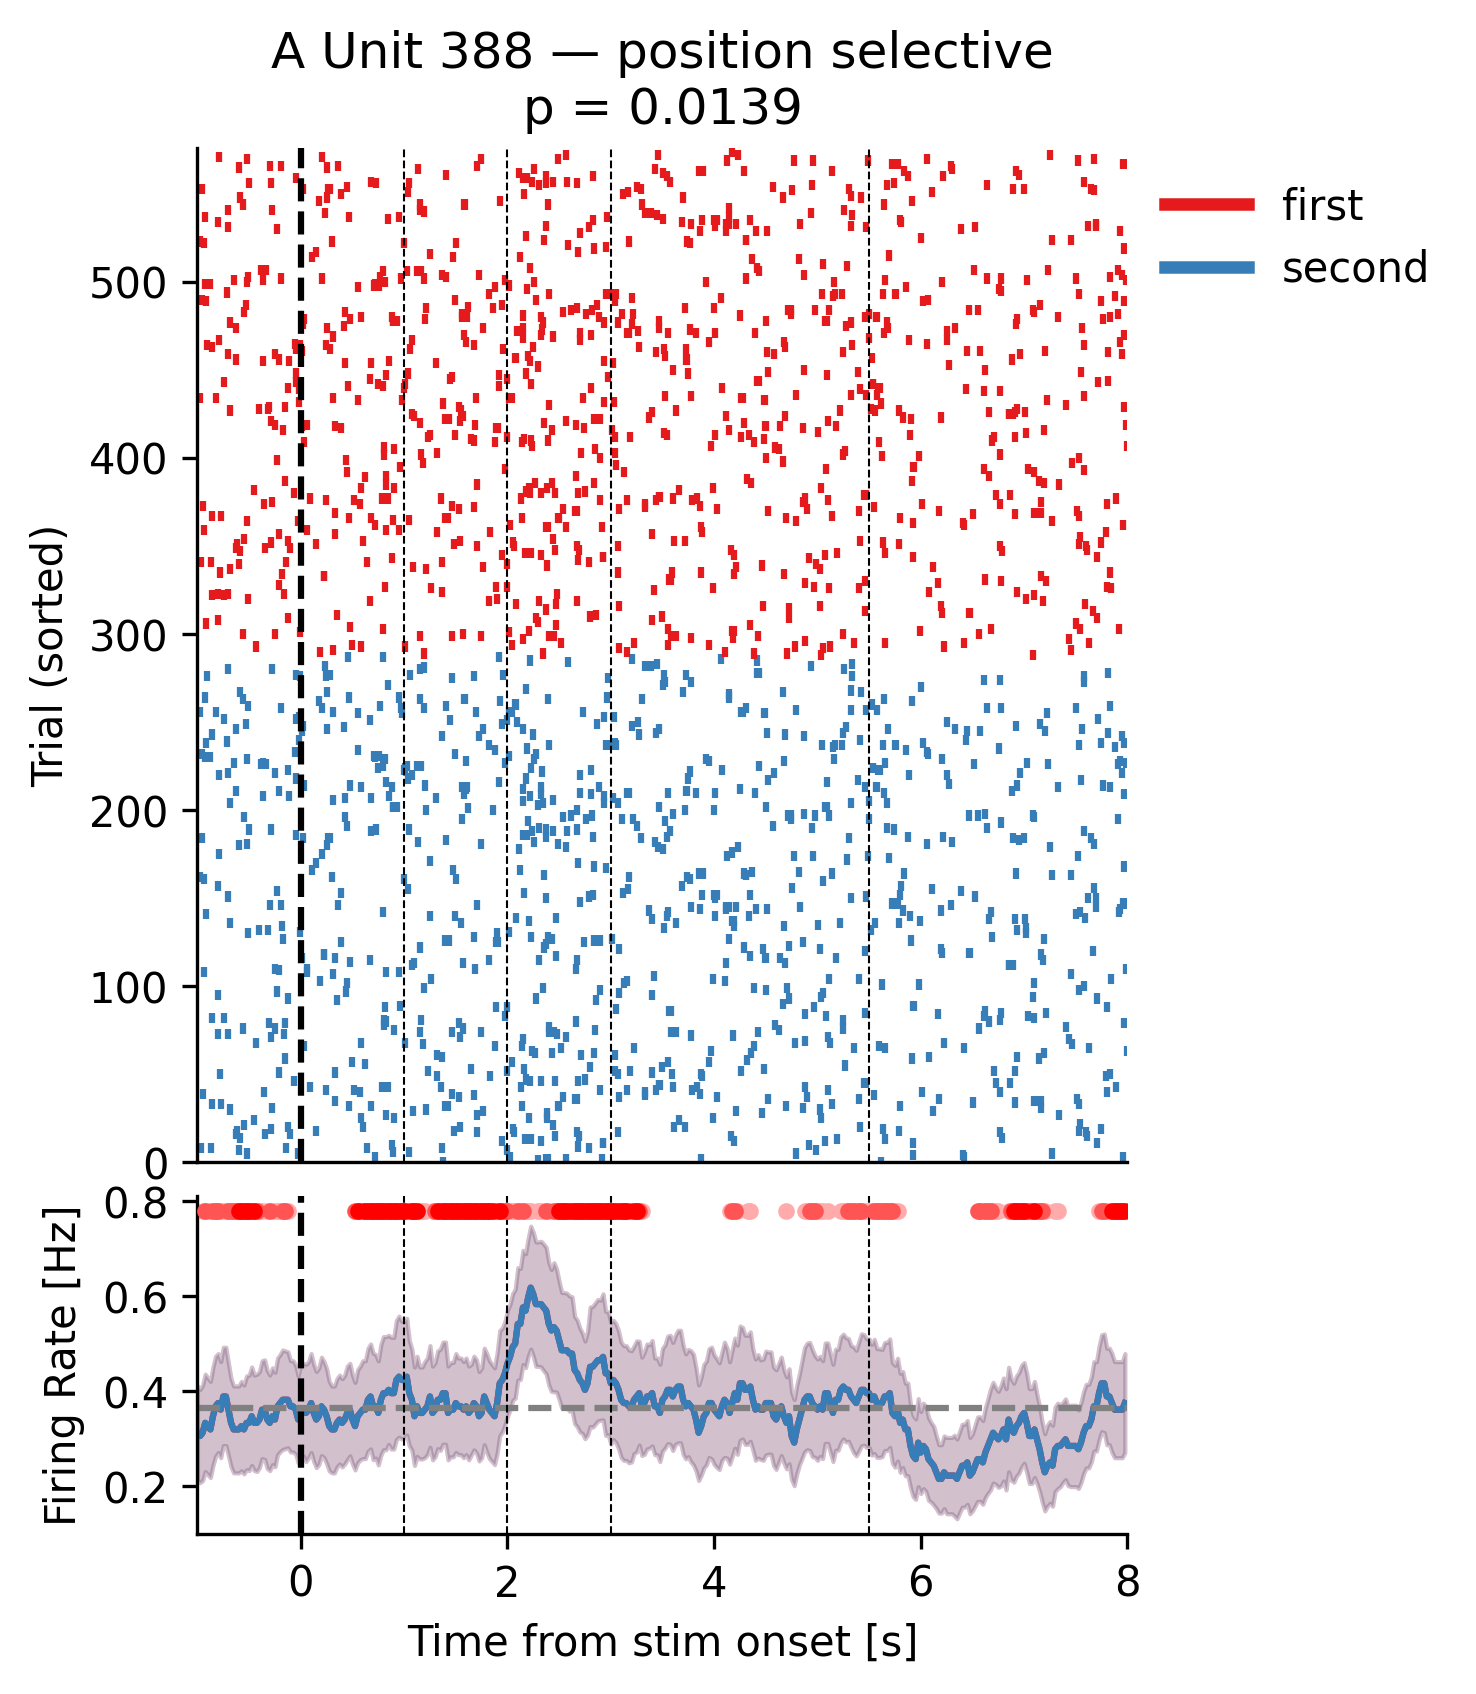 A Unit 388 — position selective
p = 0.0139
first
second
Trial (sorted)
500
400
300
200
100
0
Firing Rate [Hz]
0.8
0.6
0.4
0.2
0 2 4 6 8
Time from stim onset [s]